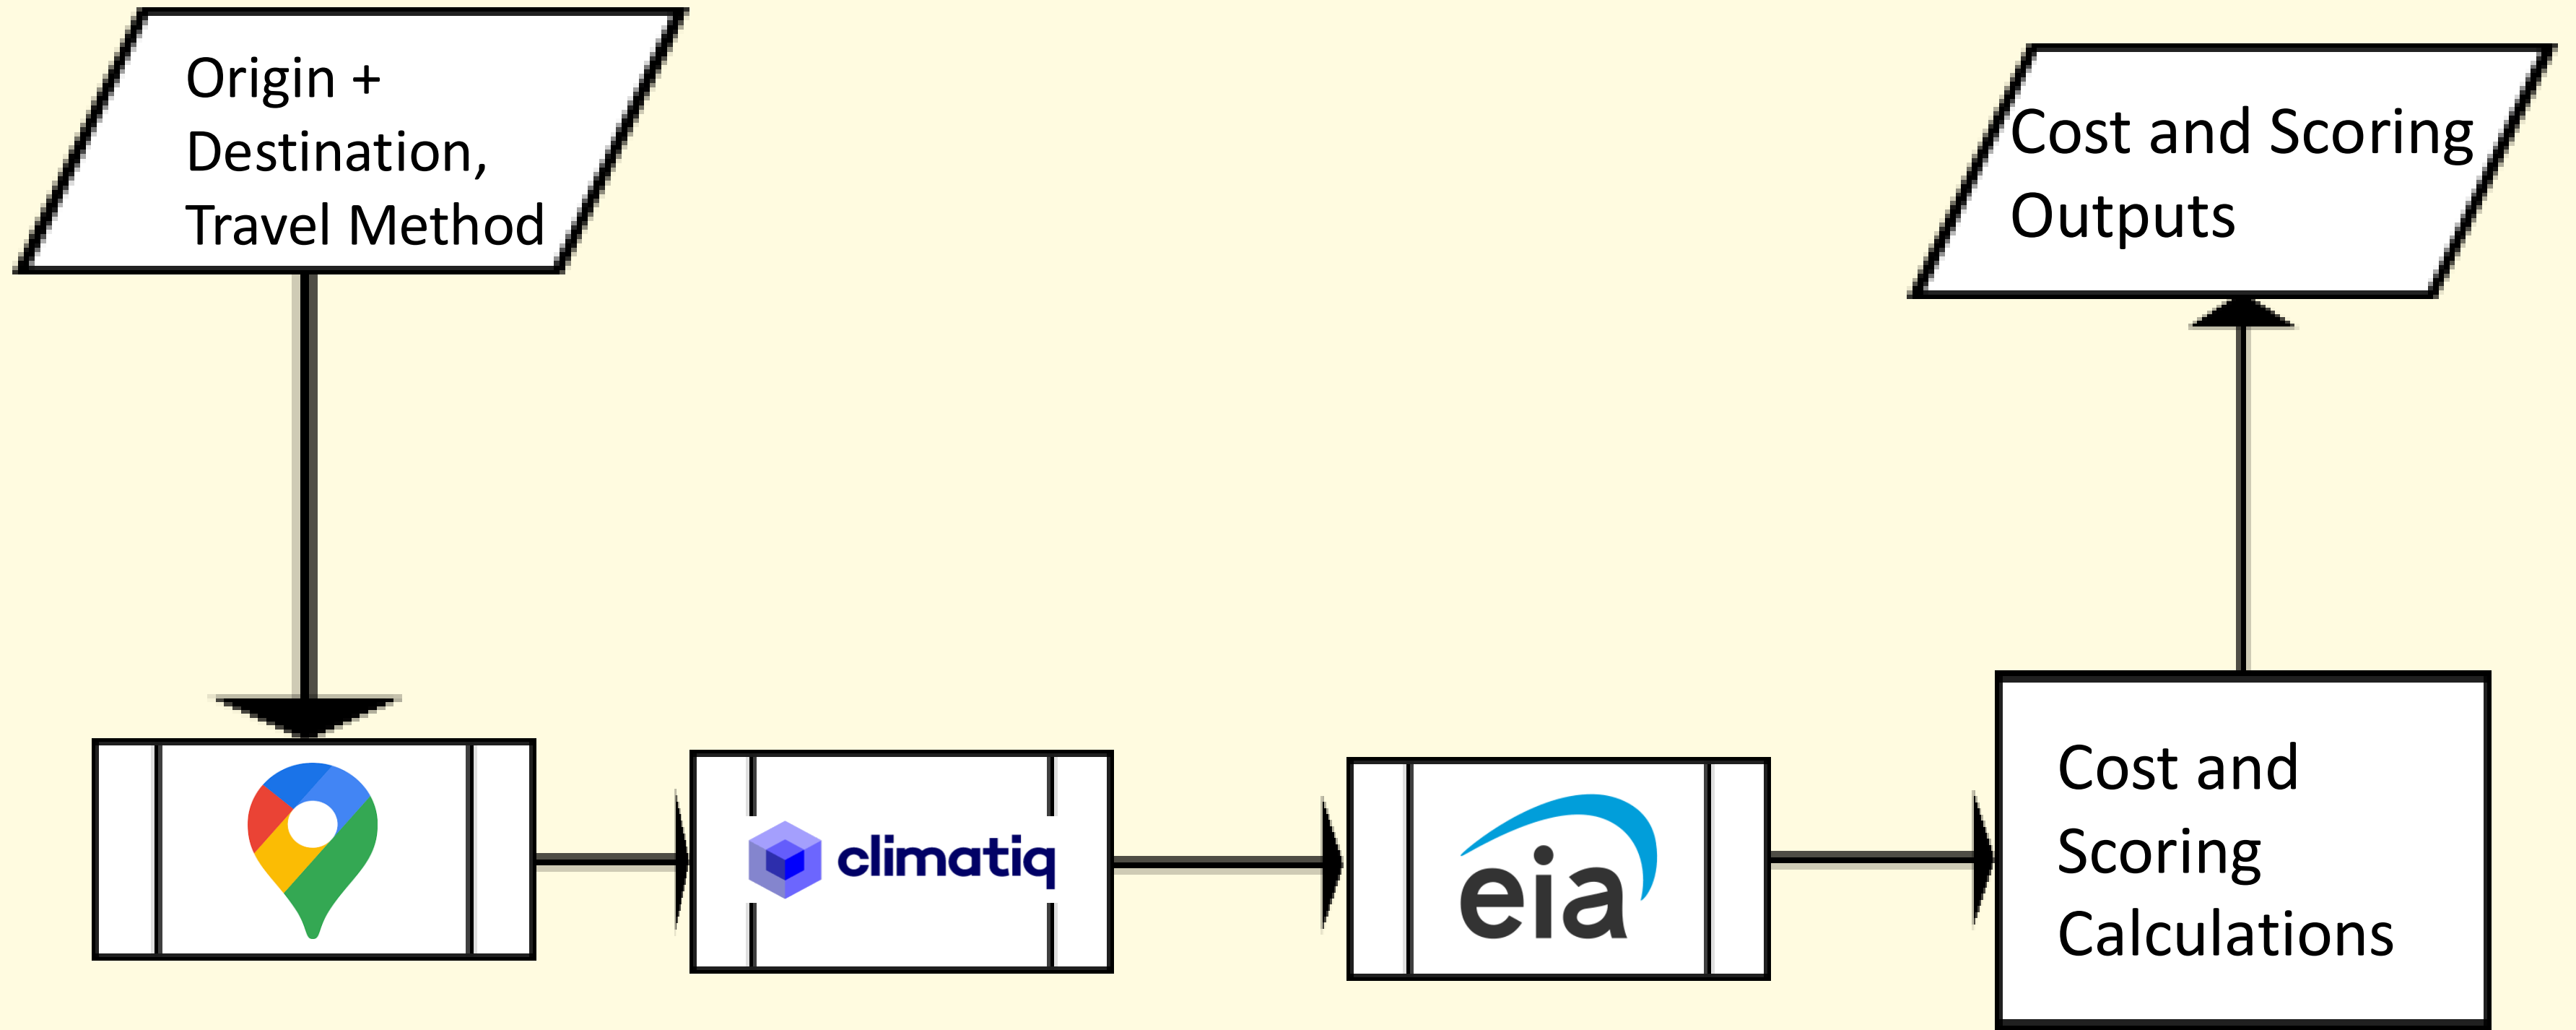 Origin +
Destination,
Travel Method
Cost and Scoring
Outputs
climatiq
eia
Cost and
Scoring
Calculations